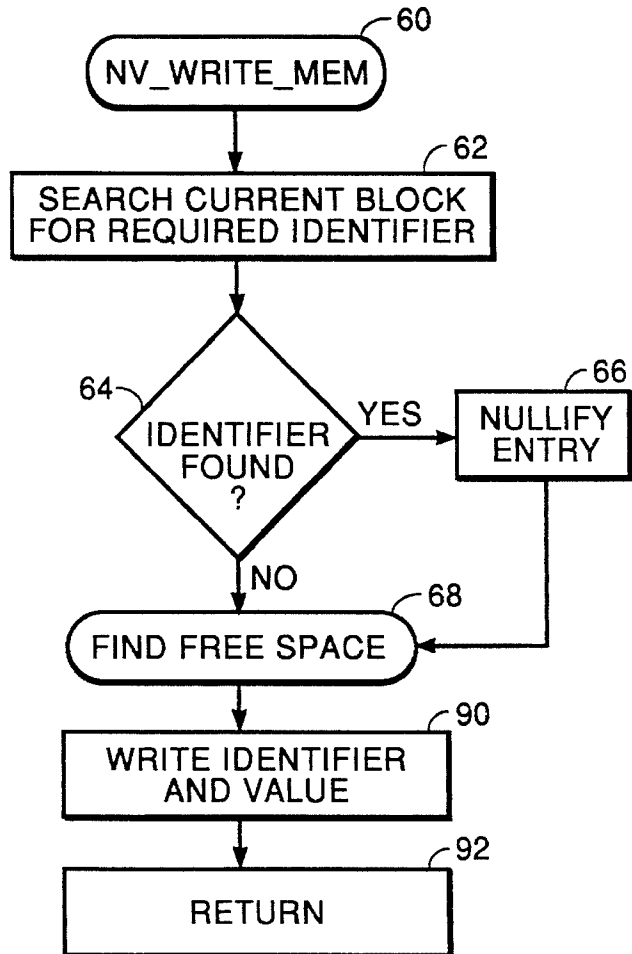 60
NV_WRITE_MEM
62
SEARCH CURRENT BLOCK
FOR REQUIRED IDENTIFIER
64
IDENTIFIER
FOUND
?
YES
66
NULLIFY
ENTRY
NO
68
FIND FREE SPACE
90
WRITE IDENTIFIER
AND VALUE
92
RETURN